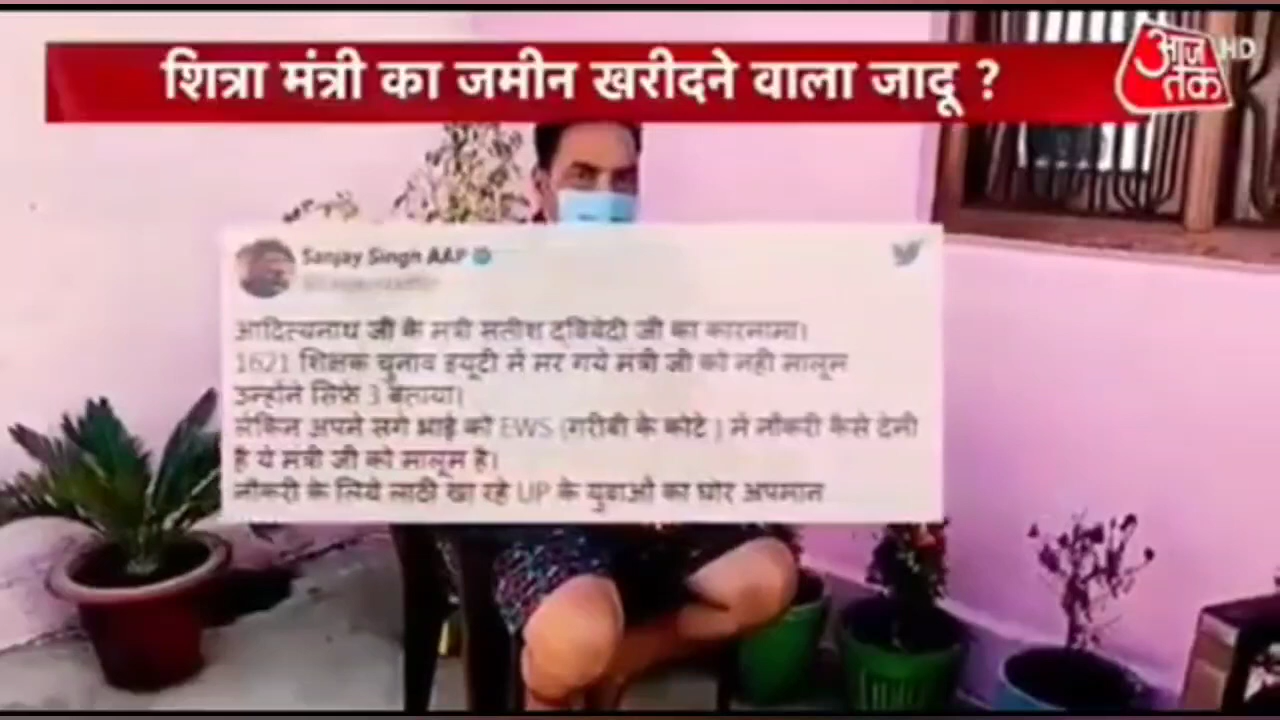 शित्रा मंत्री का जमीन खरीदने वाला जादू ?
आज तक HD
Sanjay Singh AAP
आदित्यनाथ जी के मंत्री सतीश द्विवेदी जी का कारनामा।
1621 शिक्षक चुनाव ड्यूटी में मर गये मंत्री जी को नही मालूम
उन्होंने सिर्फ़ 3 बताया।
लेकिन अपने सगे भाई को EWS (गरीबी के कोटे ) में नौकरी कैसे देनी
है ये मंत्री जी को मालूम है।
नौकरी के लिये लाठी खा रहे UP के युवाओं का घोर अपमान